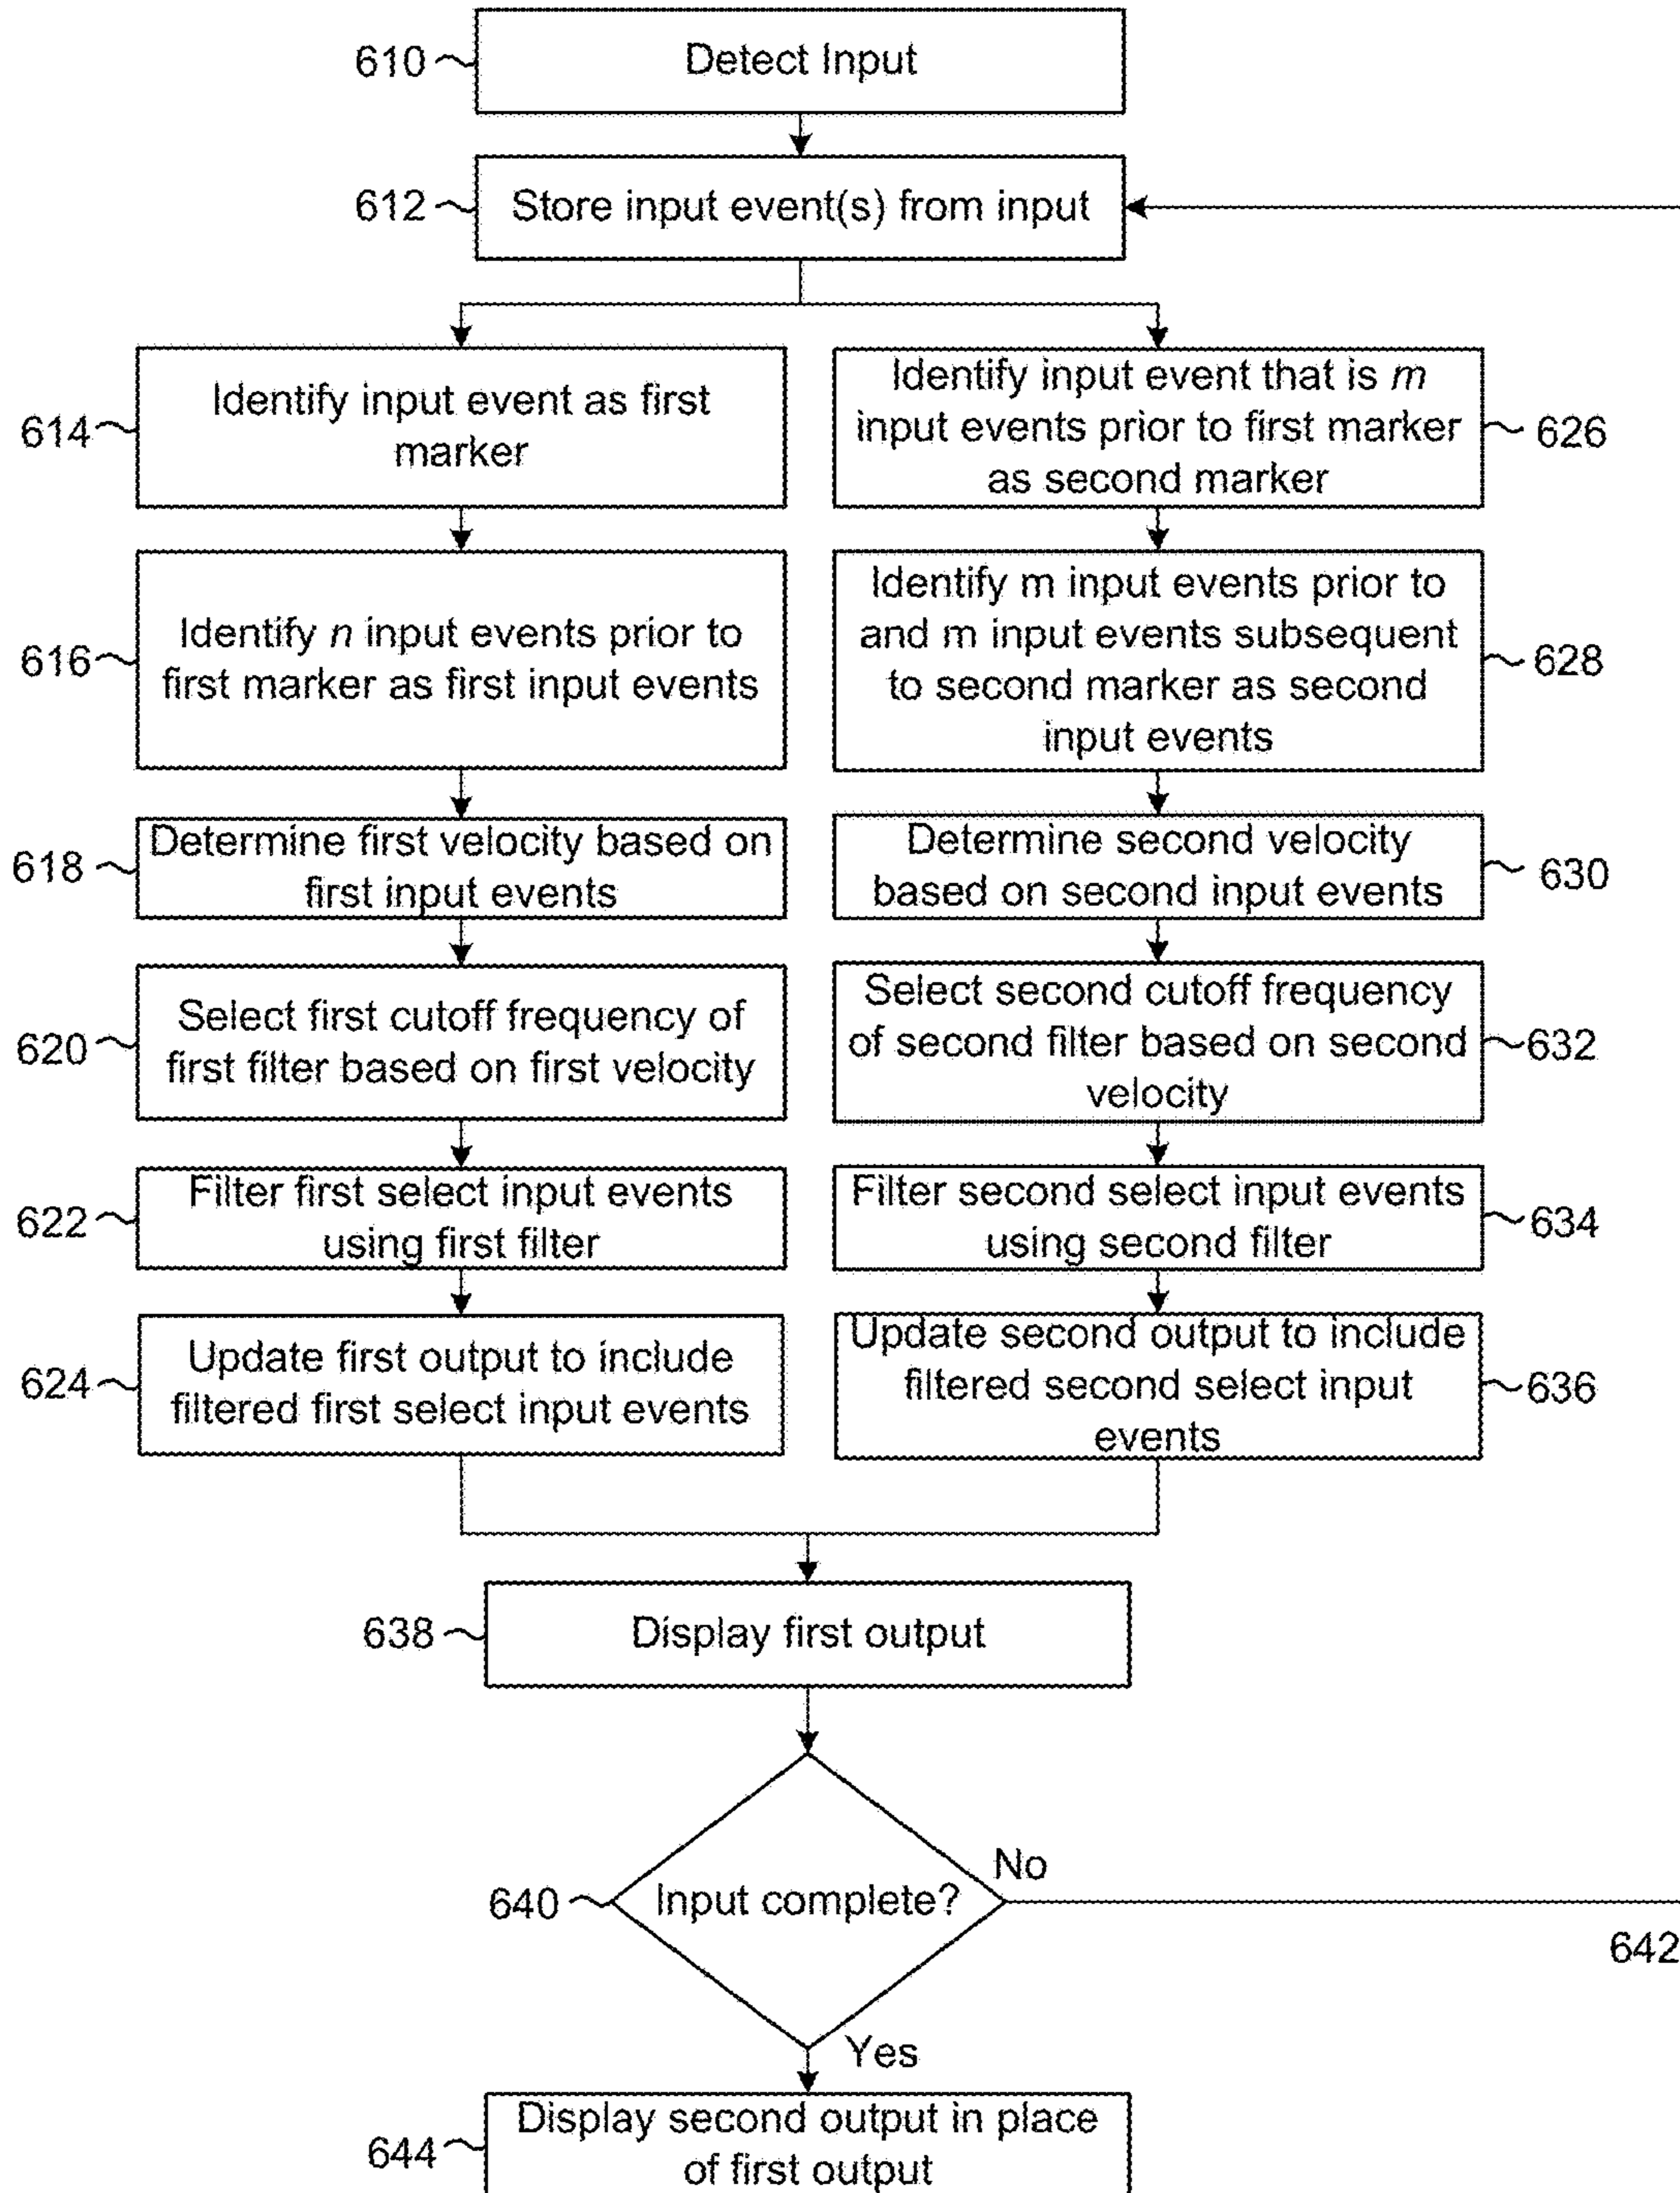 610
Detect Input
612
Store input event(s) from input
614
Identify input event as first
marker
616
Identify n input events prior to
first marker as first input events
618
Determine first velocity based on
first input events
620
Select first cutoff frequency of
first filter based on first velocity
622
Filter first select input events
using first filter
624
Update first output to include
filtered first select input events
Identify input event that is m
input events prior to first marker
as second marker
626
Identify m input events prior to
and m input events subsequent
to second marker as second
input events
628
Determine second velocity
based on second input events
630
Select second cutoff frequency
of second filter based on second
velocity
632
Filter second select input events
using second filter
634
Update second output to include
filtered second select input
events
636
638
Display first output
640
Input complete?
No
642
Yes
644
Display second output in place
of first output